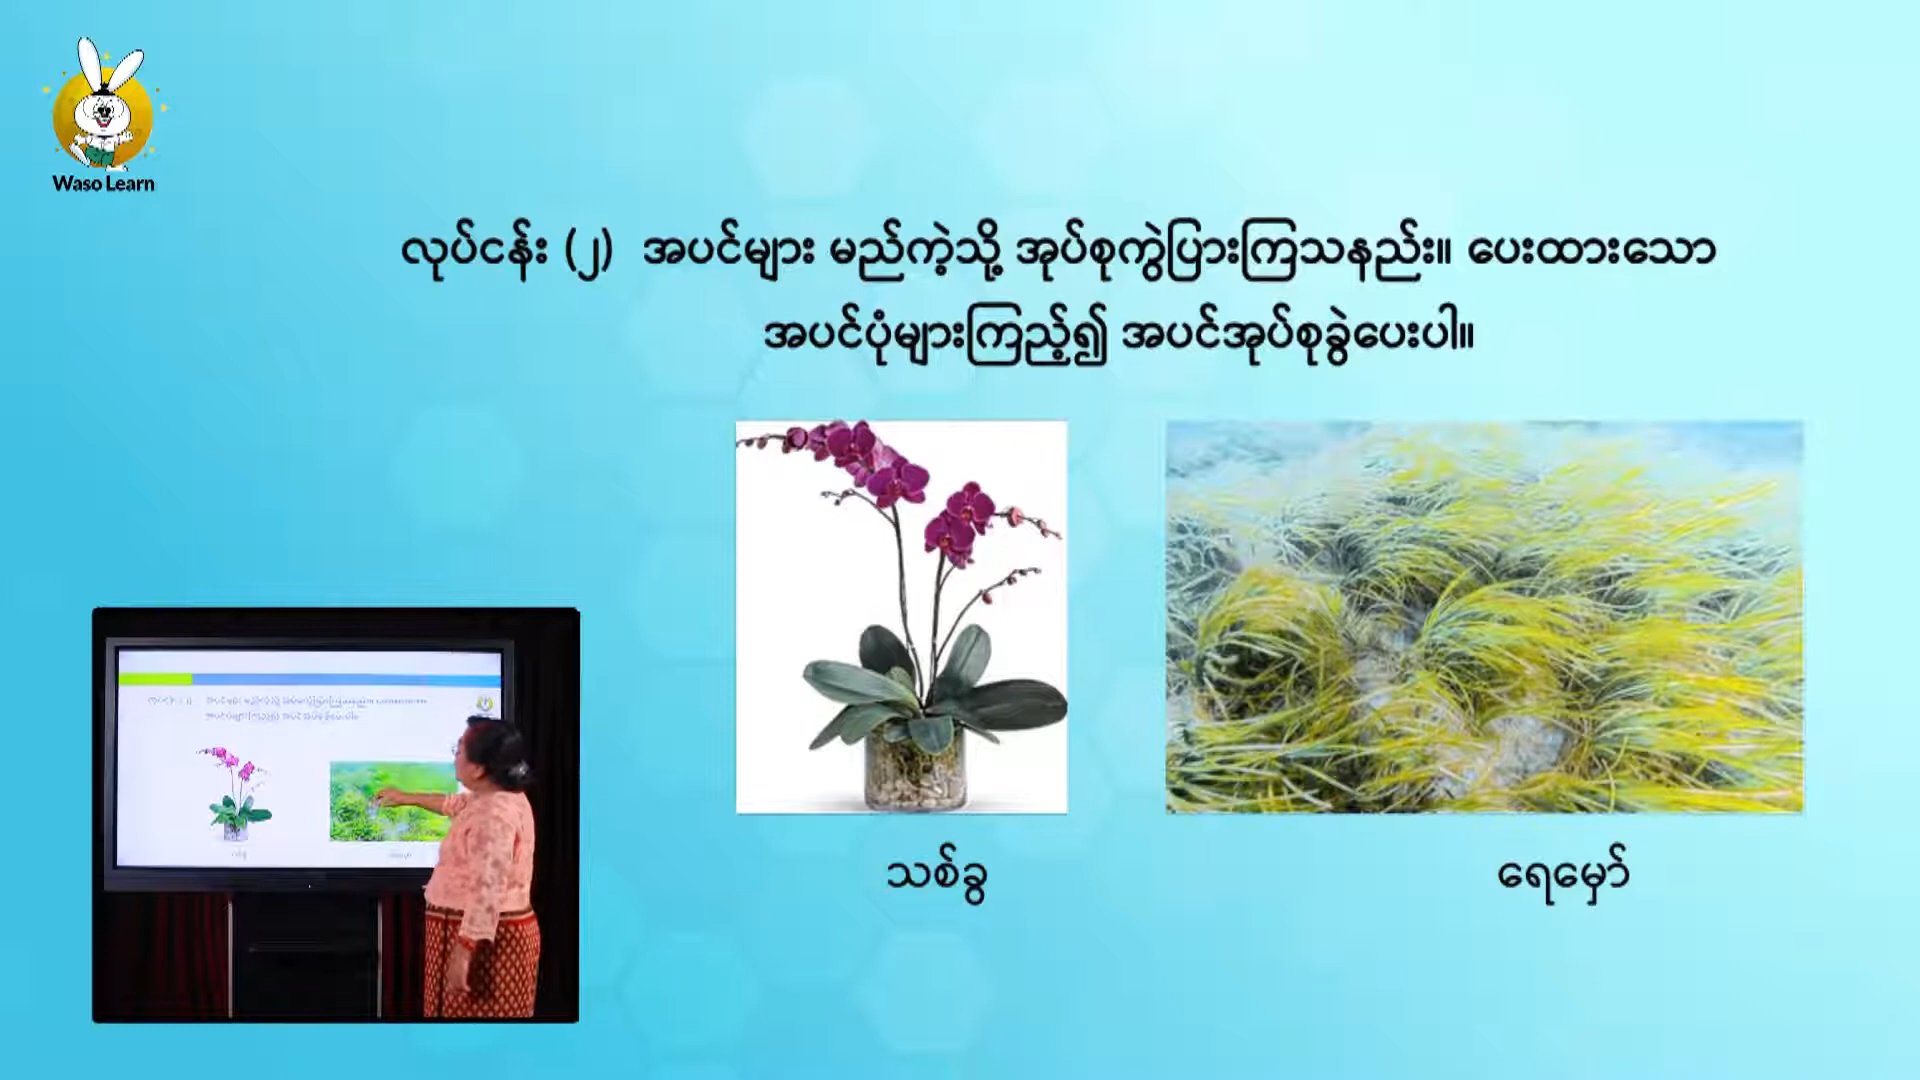 Waso Learn
လုပ်ငန်း (၂) အပင်များ မည်ကဲ့သို့ အုပ်စုကွဲပြားကြသနည်း။ ပေးထားသော
အပင်ပုံများကြည့်၍ အပင်အုပ်စုခွဲပေးပါ။
သစ်ခွ
ရေမှော်